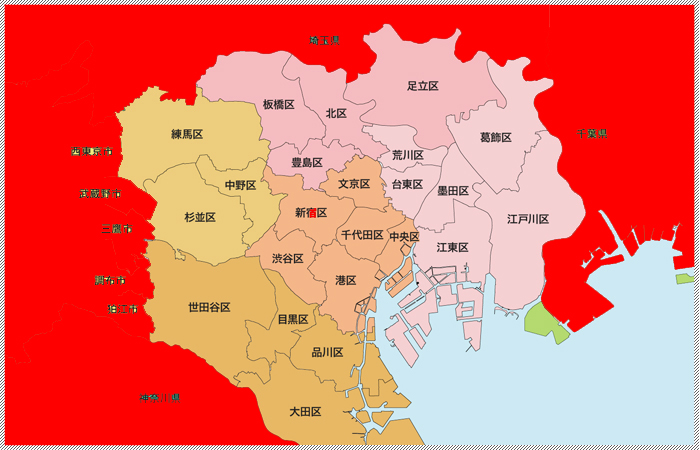 埼玉県
足立区
板橋区
北区
練馬区
葛飾区
千葉県
西東京市
荒川区
豊島区
中野区
文京区
台東区
墨田区
武蔵野市
杉並区
新宿区
江戸川区
三鷹市
千代田区
中央区
江東区
渋谷区
調布市
港区
世田谷区
狛江市
目黒区
品川区
神奈川県
大田区